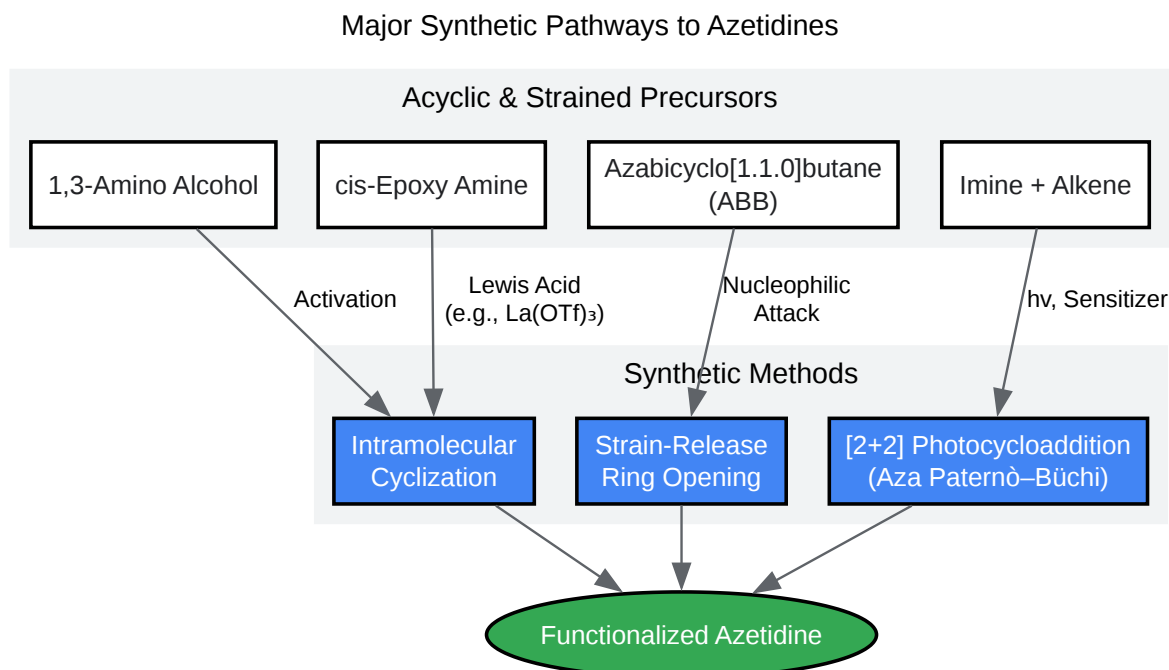 Major Synthetic Pathways to Azetidines
Acyclic & Strained Precursors
1,3-Amino Alcohol
cis-Epoxy Amine
Azabicyclo[1.1.0]butane
(ABB)
Imine + Alkene
Activation
Lewis Acid
(e.g., La(OTf)₃)
Nucleophilic
Attack
hv, Sensitizer
Synthetic Methods
Intramolecular
Cyclization
Strain-Release
Ring Opening
[2+2] Photocycloaddition
(Aza Paternò–Büchi)
Functionalized Azetidine